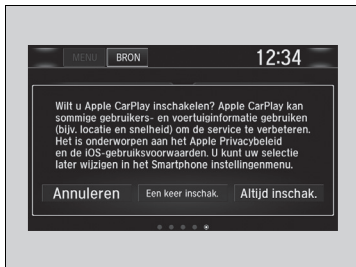 MENU BRON 12:34
Wilt u Apple CarPlay inschakelen? Apple CarPlay kan
sommige gebruikers- en voertuiginformatie gebruiken
(bijv. locatie en snelheid) om de service te verbeteren.
Het is onderworpen aan het Apple Privacybeleid
en de iOS-gebruiksvoorwaarden. U kunt uw selectie
later wijzigen in het Smartphone instellingenmenu.
Annuleren Een keer inschak. Altijd inschak.